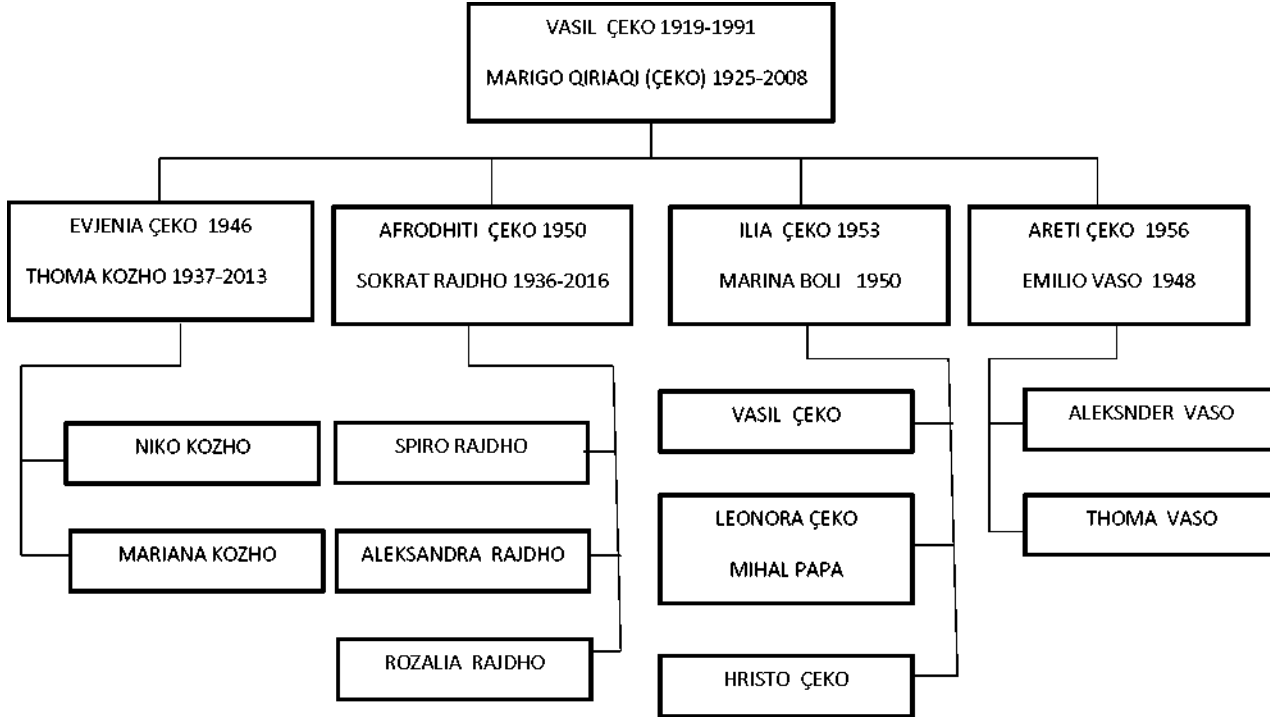 VASIL ÇEKO 1919-1991
MARIGO QIRIAQI (ÇEKO) 1925-2008
EVJENIA ÇEKO 1946
THOMA KOZHO 1937-2013
AFRODHITI ÇEKO 1950
SOKRAT RAJDHO 1936-2016
ILIA ÇEKO 1953
MARINA BOLI 1950
ARETI ÇEKO 1956
EMILIO VASO 1948
NIKO KOZHO
MARIANA KOZHO
SPIRO RAJDHO
ALEKSANDRA RAJDHO
ROZALIA RAJDHO
VASIL ÇEKO
LEONORA ÇEKO
MIHAL PAPA
HRISTO ÇEKO
ALEKSNDER VASO
THOMA VASO